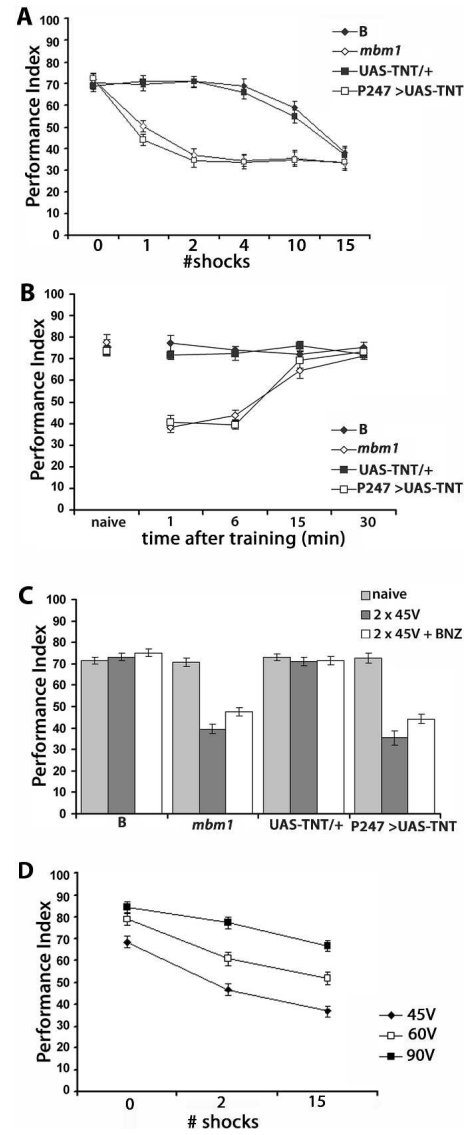 A
B
mbm1
UAS-TNT/+
P247 >UAS-TNT
Performance Index
100
90
80
70
60
50
40
30
20
10
0
0 1 2 4 10 15
#shocks
B
Performance Index
100
90
80
70
60
50
40
30
20
10
0
B
mbm1
UAS-TNT/+
P247 >UAS-TNT
naive 1 6 15 30
time after training (min)
C
naive
2 x 45V
2 x 45V + BNZ
Performance Index
100
90
80
70
60
50
40
30
20
10
0
B mbm1 UAS-TNT/+ P247 >UAS-TNT
D
Performance Index
100
90
80
70
60
50
40
30
20
10
0
45V
60V
90V
0 2 15
# shocks